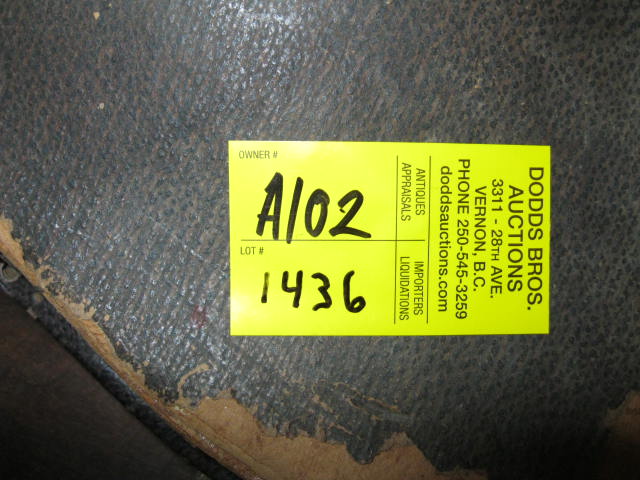 OWNER #
A102
LOT #
1436
ANTIQUES
APPRAISALS
IMPORTERS
LIQUIDATIONS
DODDS BROS.
AUCTIONS
3311 - 28TH AVE.
VERNON, B.C.
PHONE 250-545-3259
doddsauctions.com